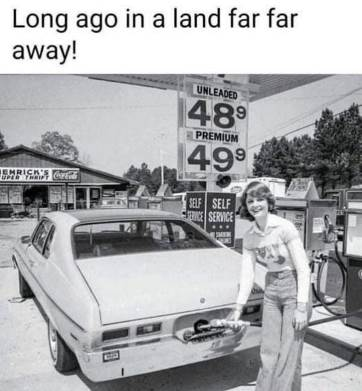 Long ago in a land far far
away!
UNLEADED
48⁹
PREMIUM
49⁹
EMRICK'S
UPER THRIFT
Coca-Cola
SELF
SERVICE
SELF
SERVICE